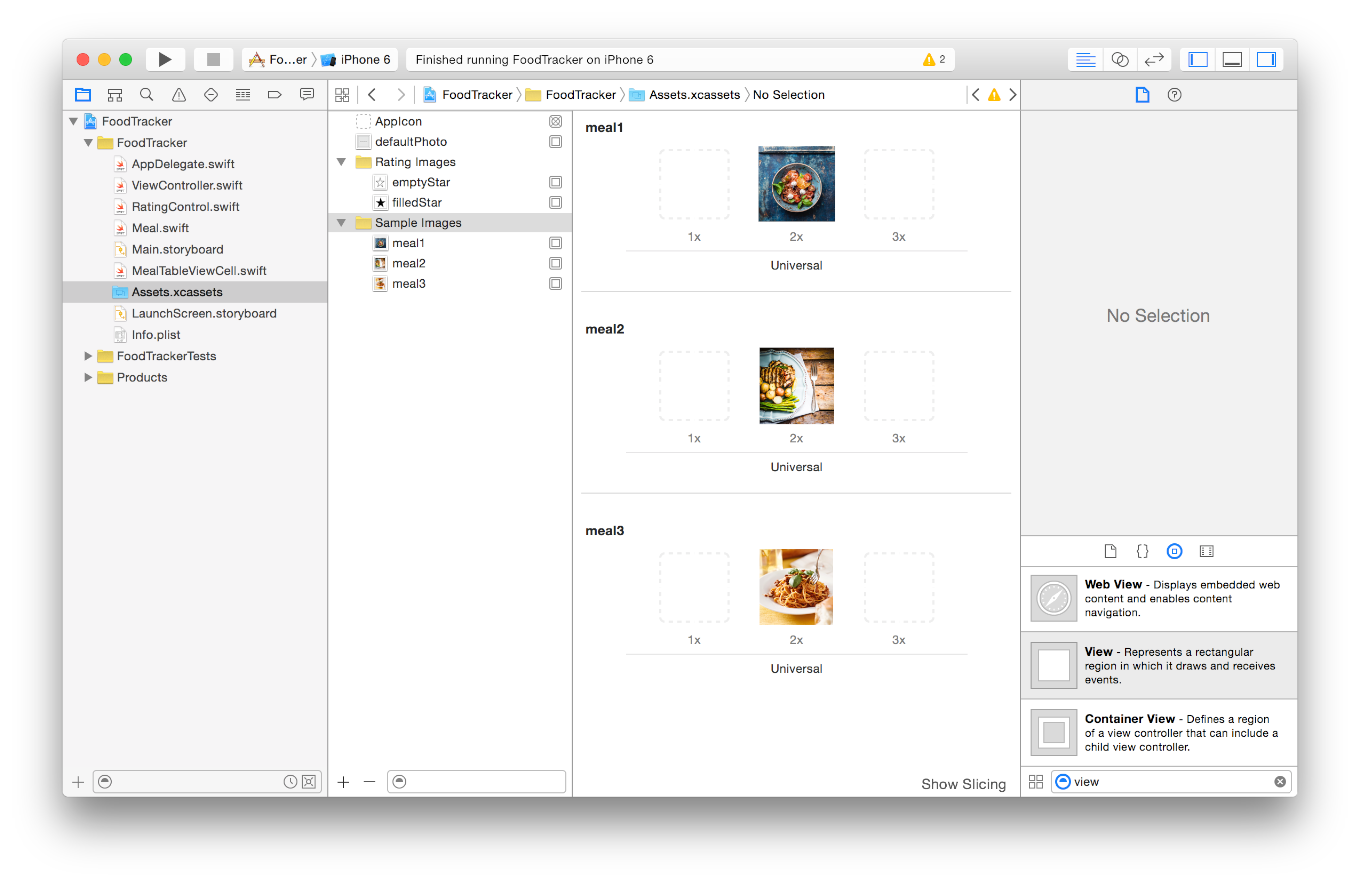 Fo...er
iPhone 6
Finished running FoodTracker on iPhone 6
2
FoodTracker
FoodTracker
Assets.xcassets
No Selection
FoodTracker
FoodTracker
AppDelegate.swift
ViewController.swift
RatingControl.swift
Meal.swift
Main.storyboard
MealTableViewCell.swift
Assets.xcassets
LaunchScreen.storyboard
Info.plist
FoodTrackerTests
Products
AppIcon
defaultPhoto
Rating Images
emptyStar
filledStar
Sample Images
meal1
meal2
meal3
meal1
1x
2x
3x
Universal
meal2
1x
2x
3x
Universal
meal3
1x
2x
3x
Universal
Show Slicing
No Selection
Web View - Displays embedded web
content and enables content
navigation.
View - Represents a rectangular
region in which it draws and receives
events.
Container View - Defines a region
of a view controller that can include a
child view controller.
view